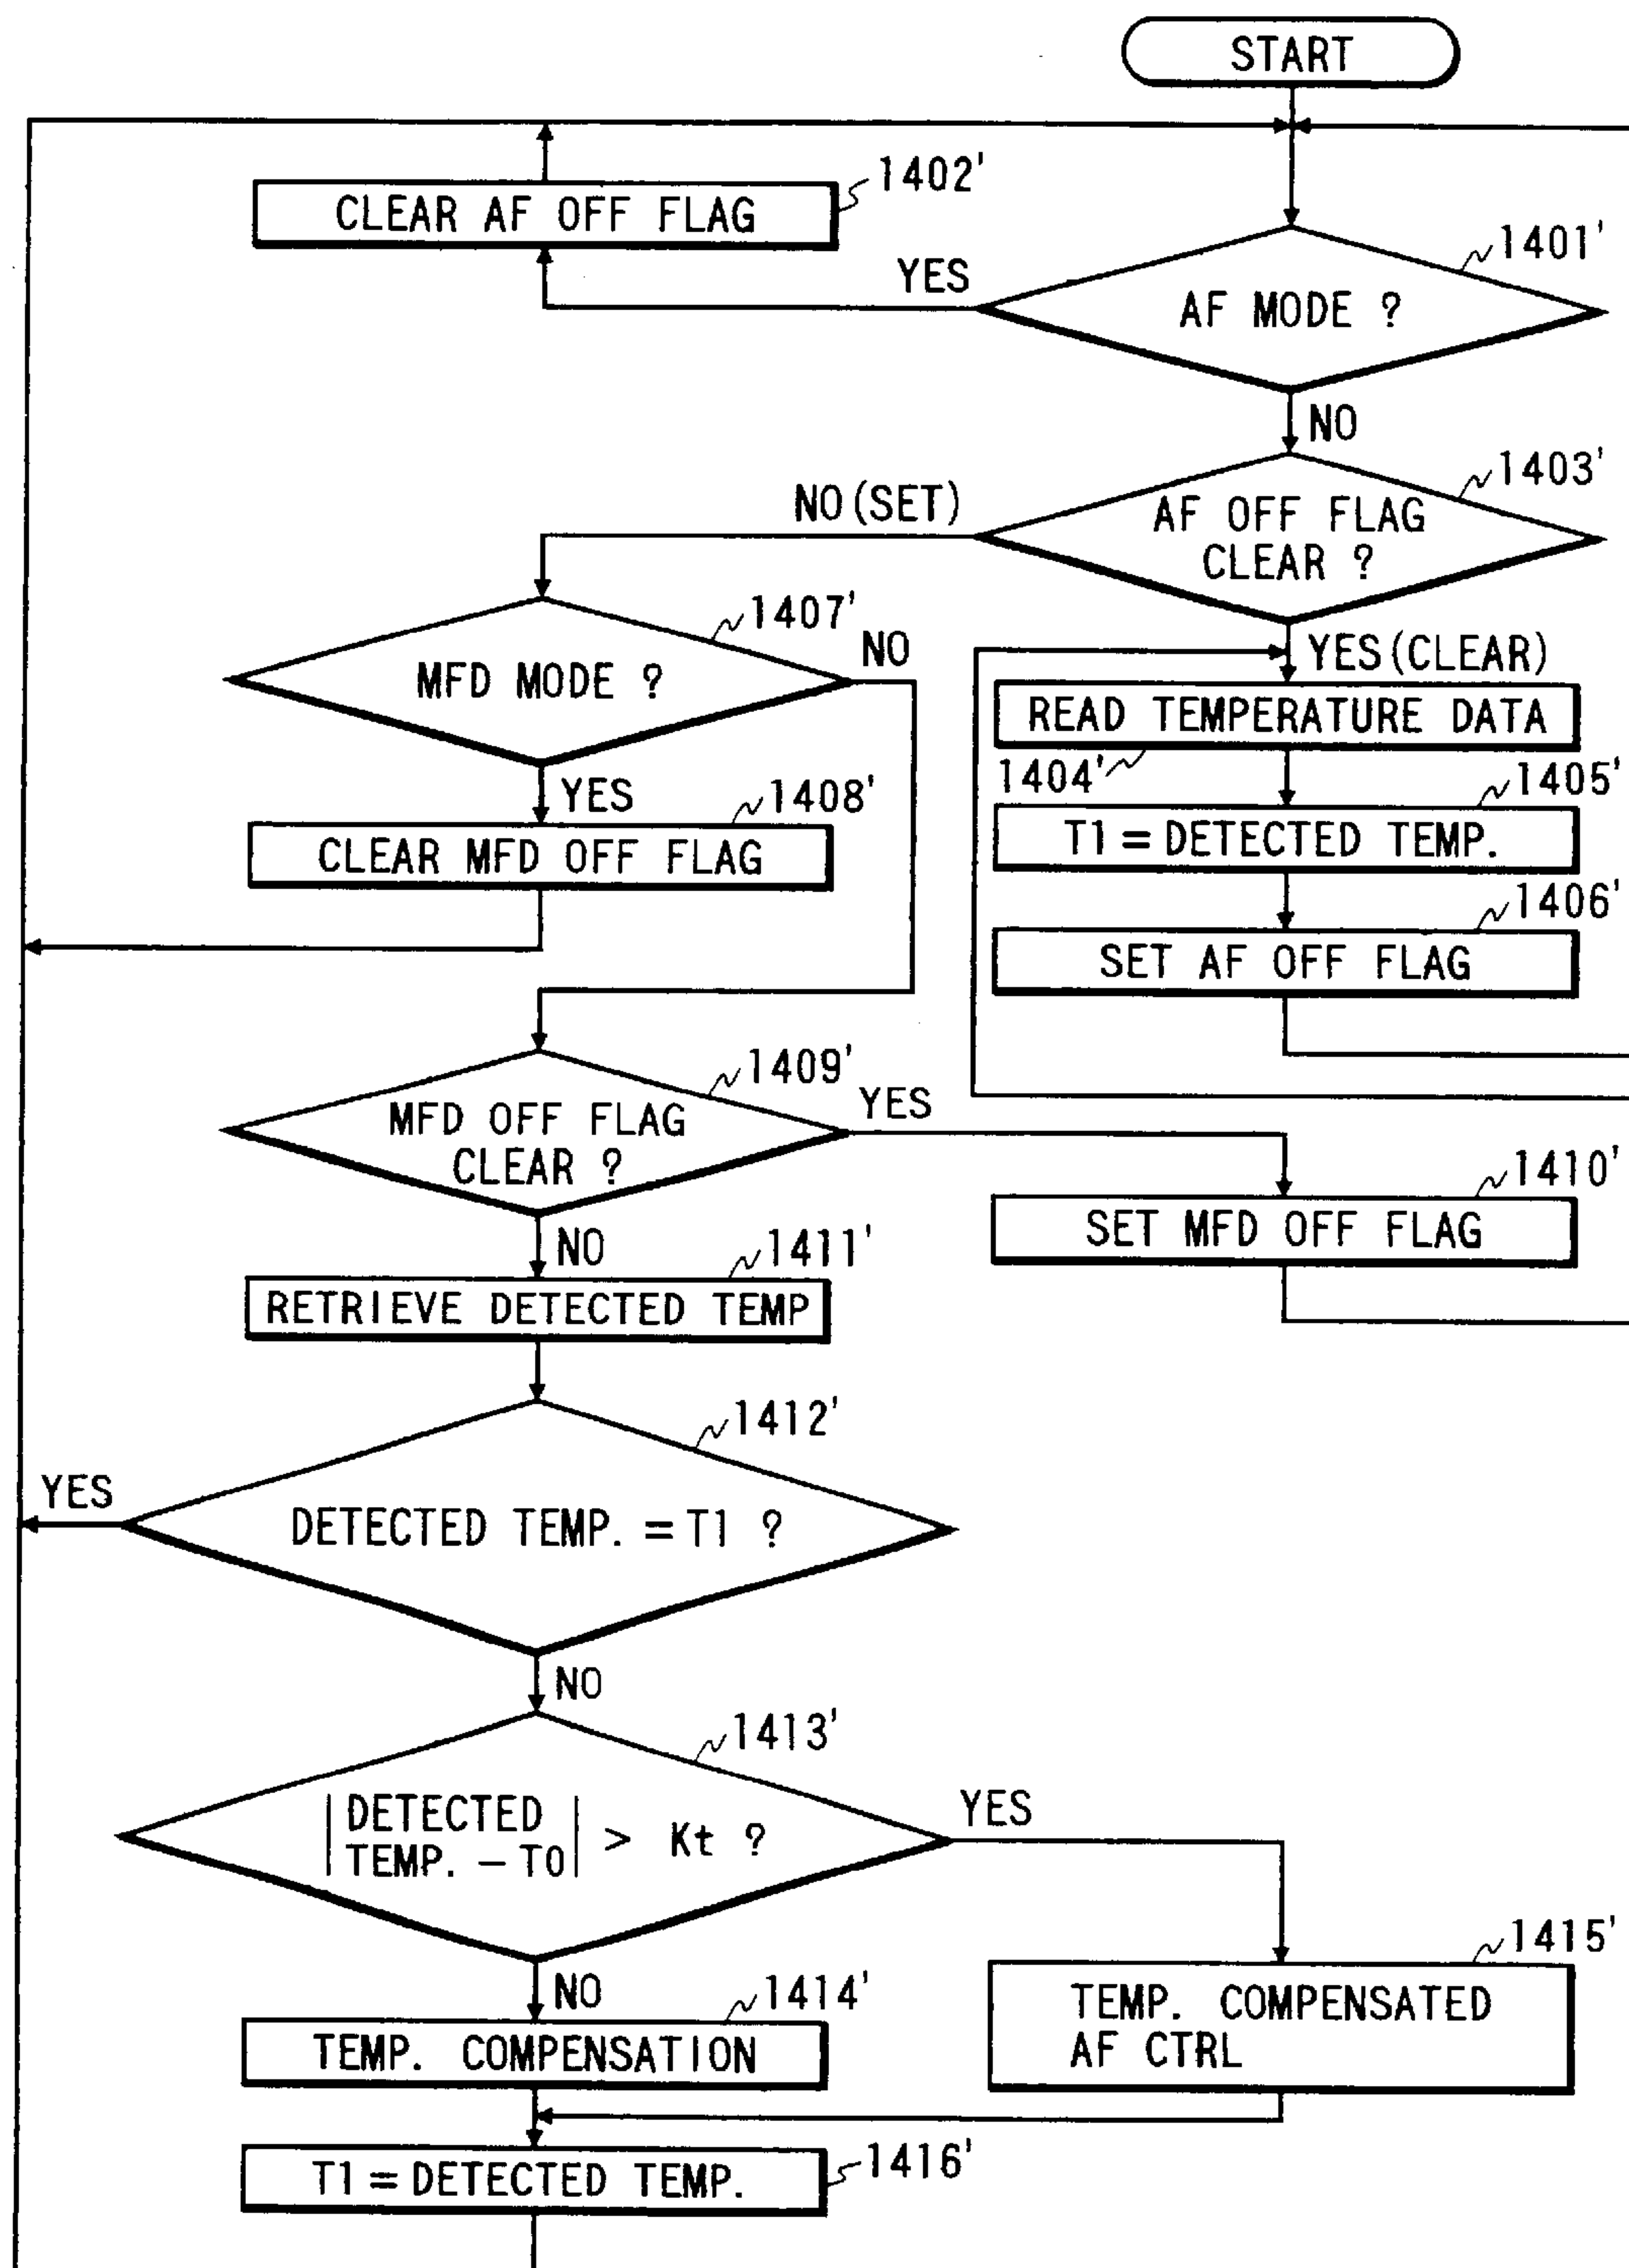 START
1402'
CLEAR AF OFF FLAG
1401'
YES
AF MODE ?
NO
1403'
NO (SET)
AF OFF FLAG
CLEAR ?
1407'
NO
YES (CLEAR)
MFD MODE ?
READ TEMPERATURE DATA
1404'
1405'
YES
1408'
T1 = DETECTED TEMP.
CLEAR MFD OFF FLAG
1406'
SET AF OFF FLAG
1409'
YES
MFD OFF FLAG
CLEAR ?
1410'
SET MFD OFF FLAG
NO
1411'
RETRIEVE DETECTED TEMP
1412'
YES
DETECTED TEMP. = T1 ?
NO
1413'
YES
| DETECTED
TEMP. – T0 | > Kt ?
1415'
NO
1414'
TEMP. COMPENSATED
AF CTRL
TEMP. COMPENSATION
1416'
T1 = DETECTED TEMP.